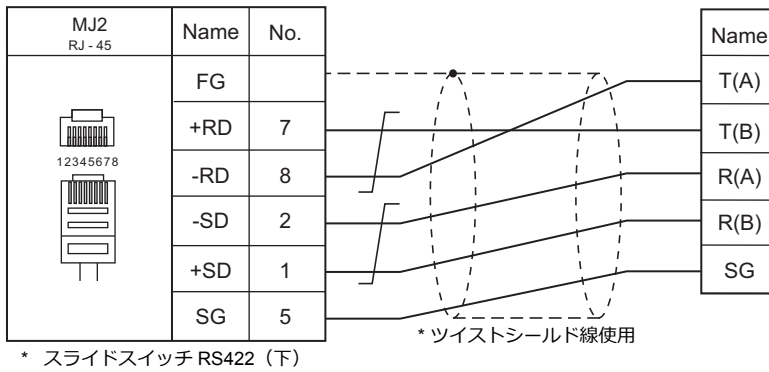 MJ2 Name No. Name
RJ - 45
FG T(A)
+RD 7 T(B)
12345678
-RD 8 R(A)
-SD 2 R(B)
+SD 1 SG
SG 5
* ツイストシールド線使用
* スライドスイッチ RS422（下）